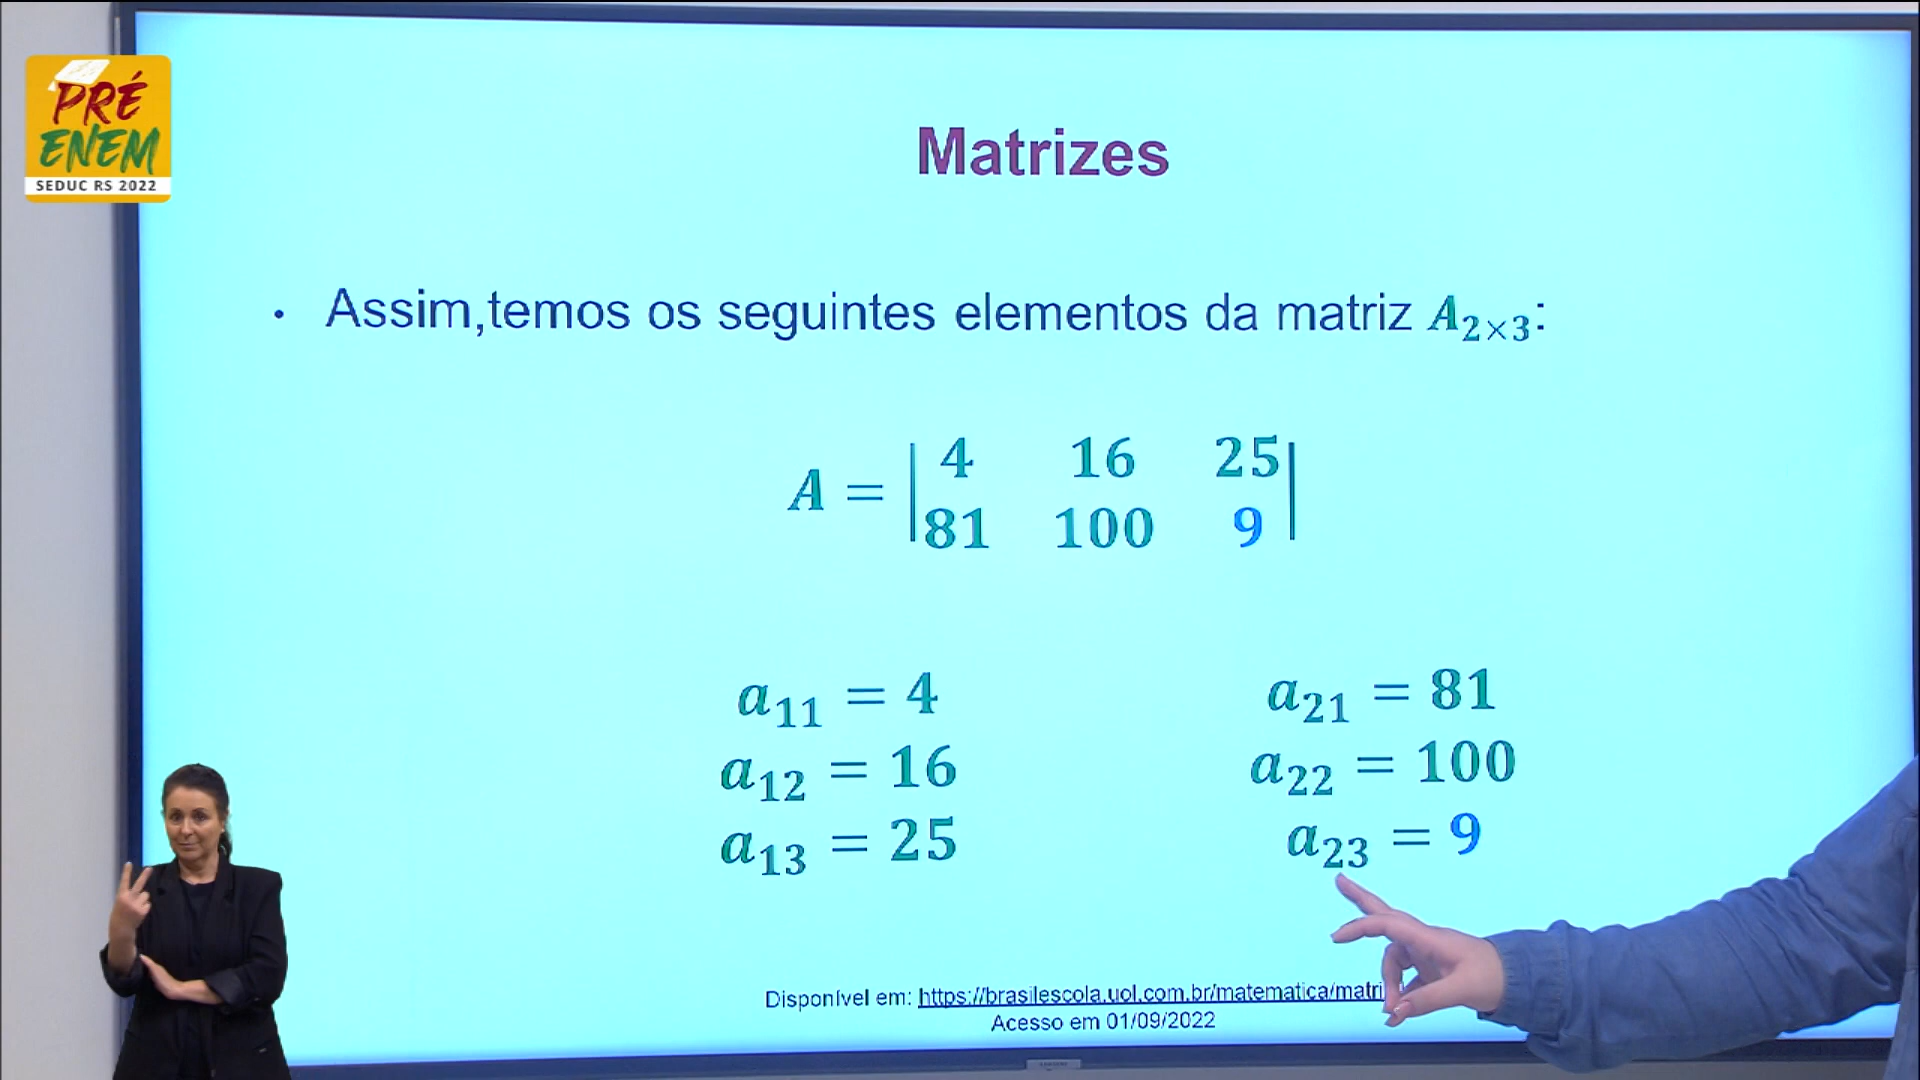 PRÉ
ENEM
SEDUC RS 2022
Matrizes
• Assim,temos os seguintes elementos da matriz A₂ₓ₃:
A = |4 16 25|
|81 100 9|
a₁₁ = 4
a₁₂ = 16
a₁₃ = 25
a₂₁ = 81
a₂₂ = 100
a₂₃ = 9
Disponível em: https://brasilescola.uol.com.br/matematica/matri
Acesso em 01/09/2022